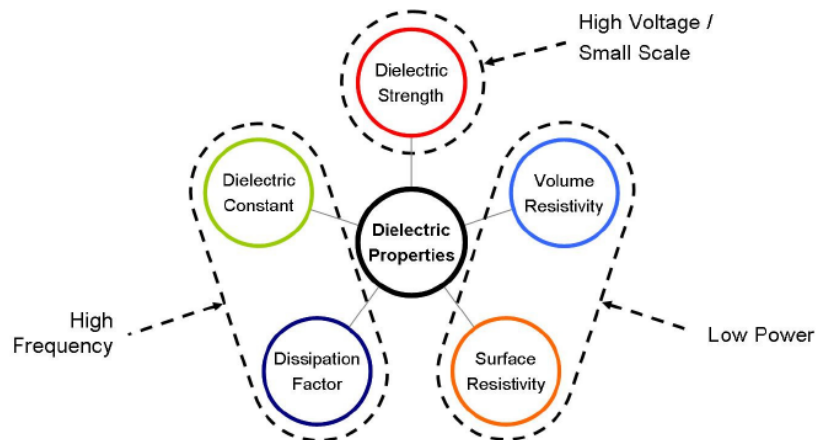 High Voltage /
Small Scale
Dielectric
Strength
Dielectric
Constant
Volume
Resistivity
Dielectric
Properties
High
Frequency
Low Power
Dissipation
Factor
Surface
Resistivity